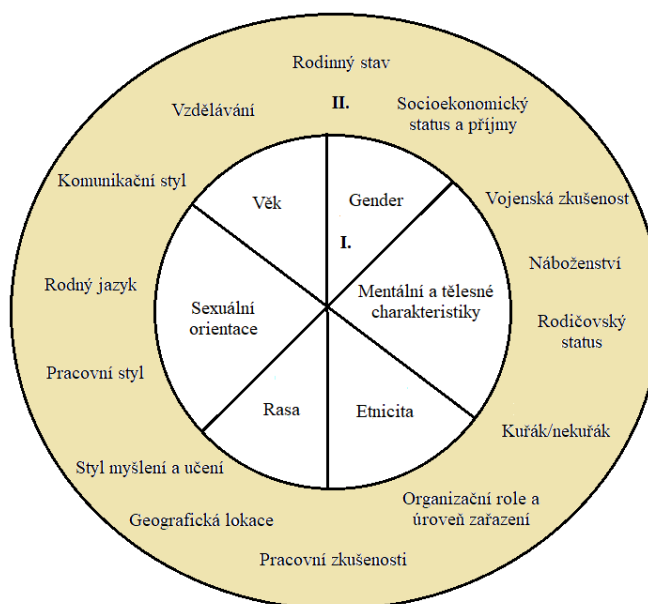 Rodinný stav
II.
Vzdělávání
Socioekonomický
status a příjmy
Komunikační styl
Věk
Gender
Vojenská zkušenost
I.
Náboženství
Rodný jazyk
Sexuální
orientace
Mentální a tělesné
charakteristiky
Rodičovský
status
Pracovní styl
Rasa
Etnicita
Kuřák/nekuřák
Styl myšlení a učení
Organizační role a
úroveň zařazení
Geografická lokace
Pracovní zkušenosti